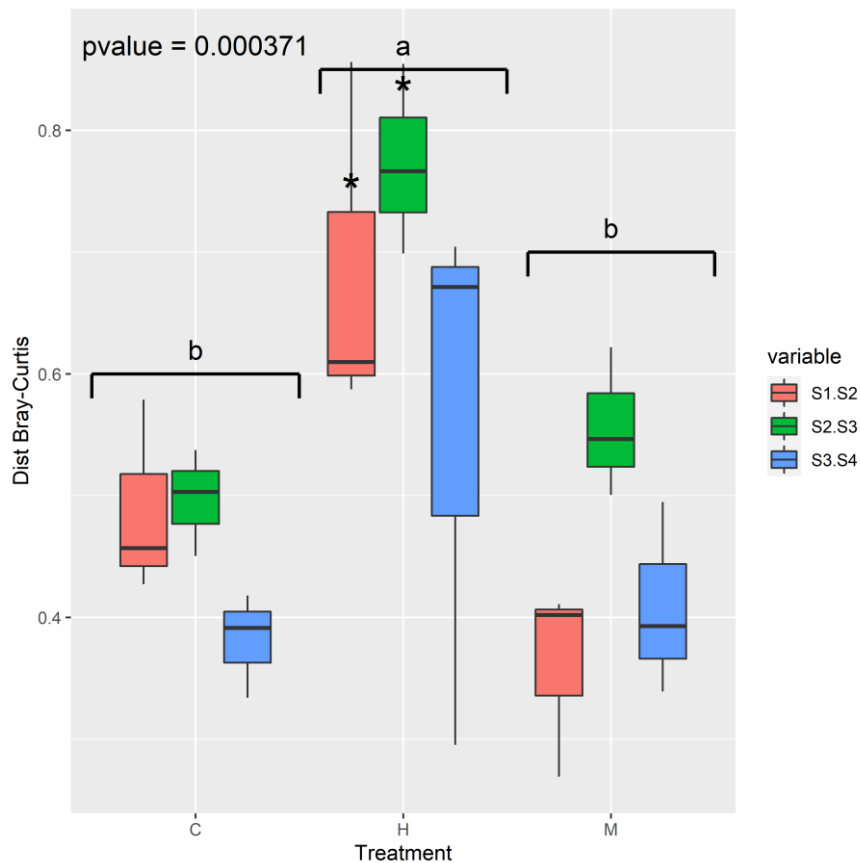 pvalue = 0.000371
a
*
*
b
b
0.8
0.6
0.4
Dist Bray-Curtis
C
H
M
Treatment
variable
S1.S2
S2.S3
S3.S4